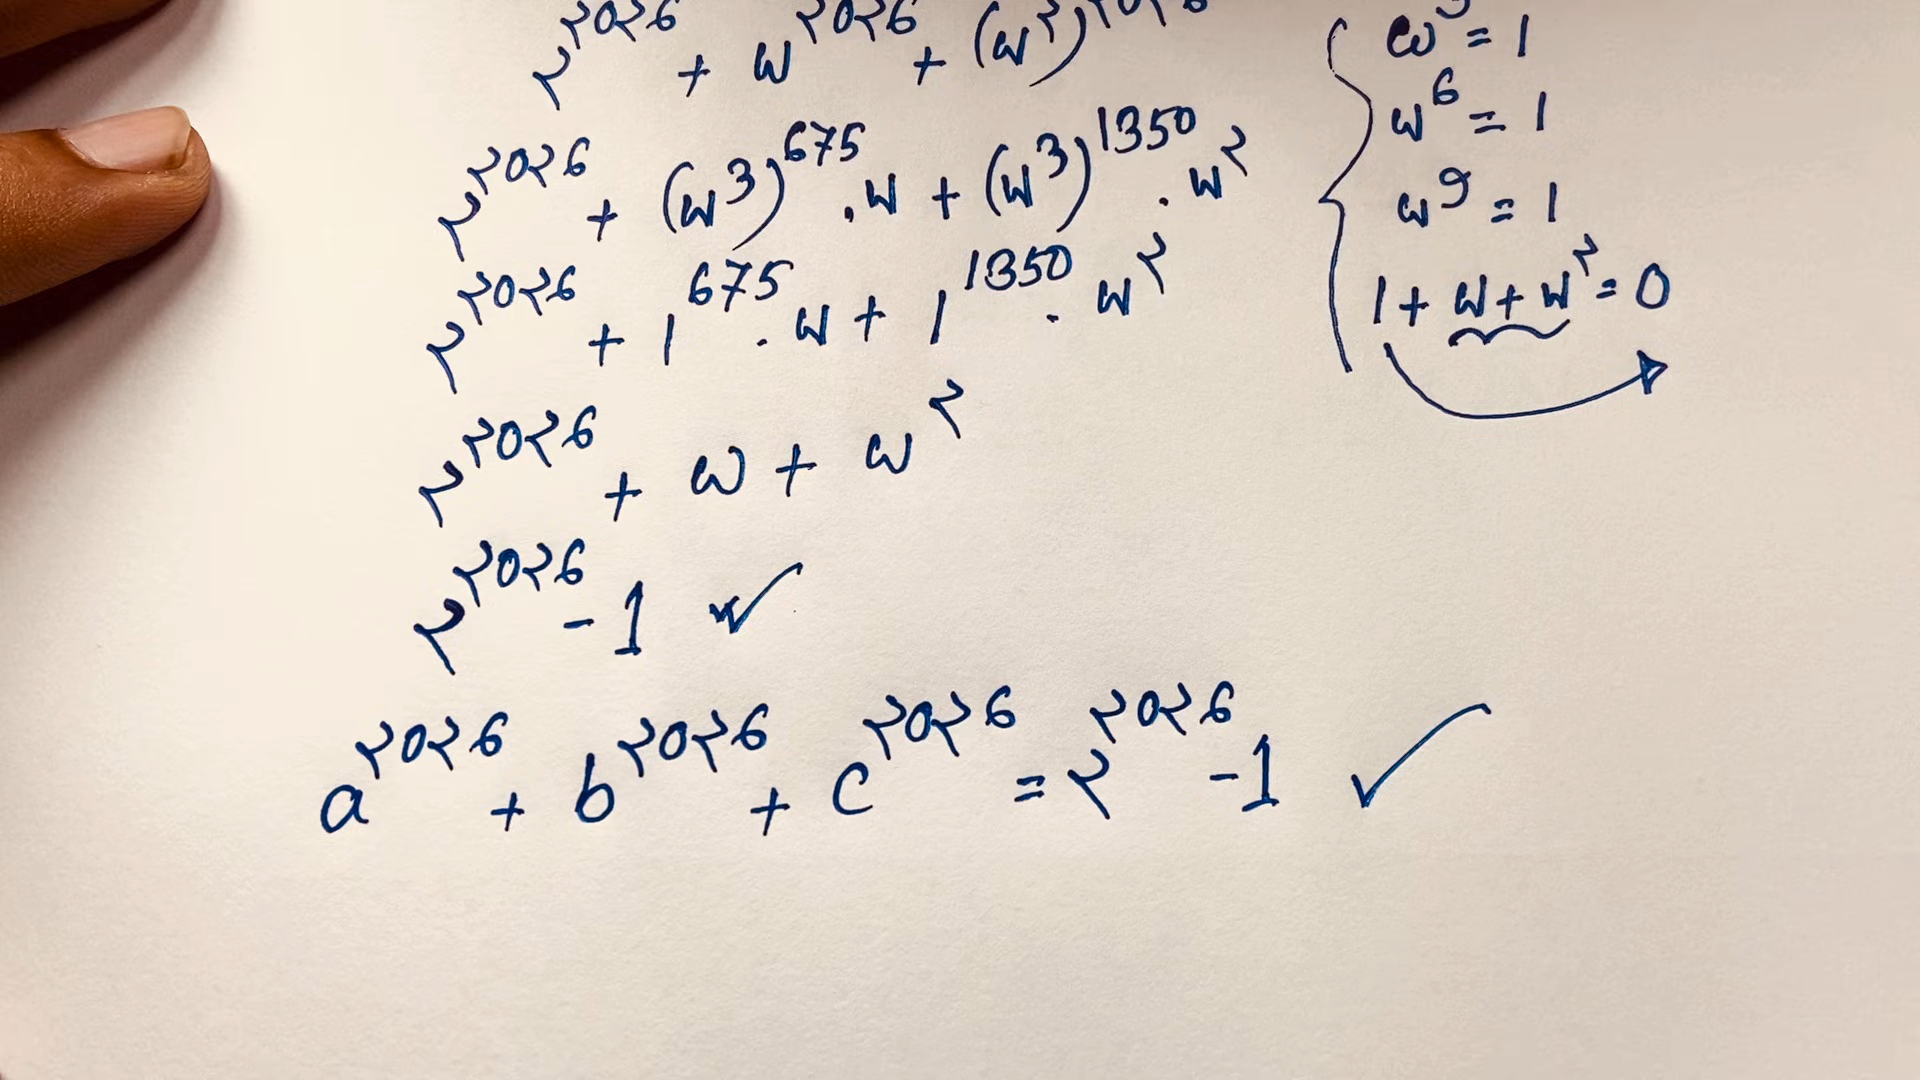 2^2026 + ω^2026 + (ω^2)^2026
2^2026 + (ω^3)^675 . ω + (ω^3)^1350 . ω^2
2^2026 + 1^675 . ω + 1^1350 . ω^2
2^2026 + ω + ω^2
2^2026 - 1 ✓
a^2026 + b^2026 + c^2026 = 2^2026 - 1 ✓
ω^3 = 1
ω^6 = 1
ω^9 = 1
1 + ω + ω^2 = 0